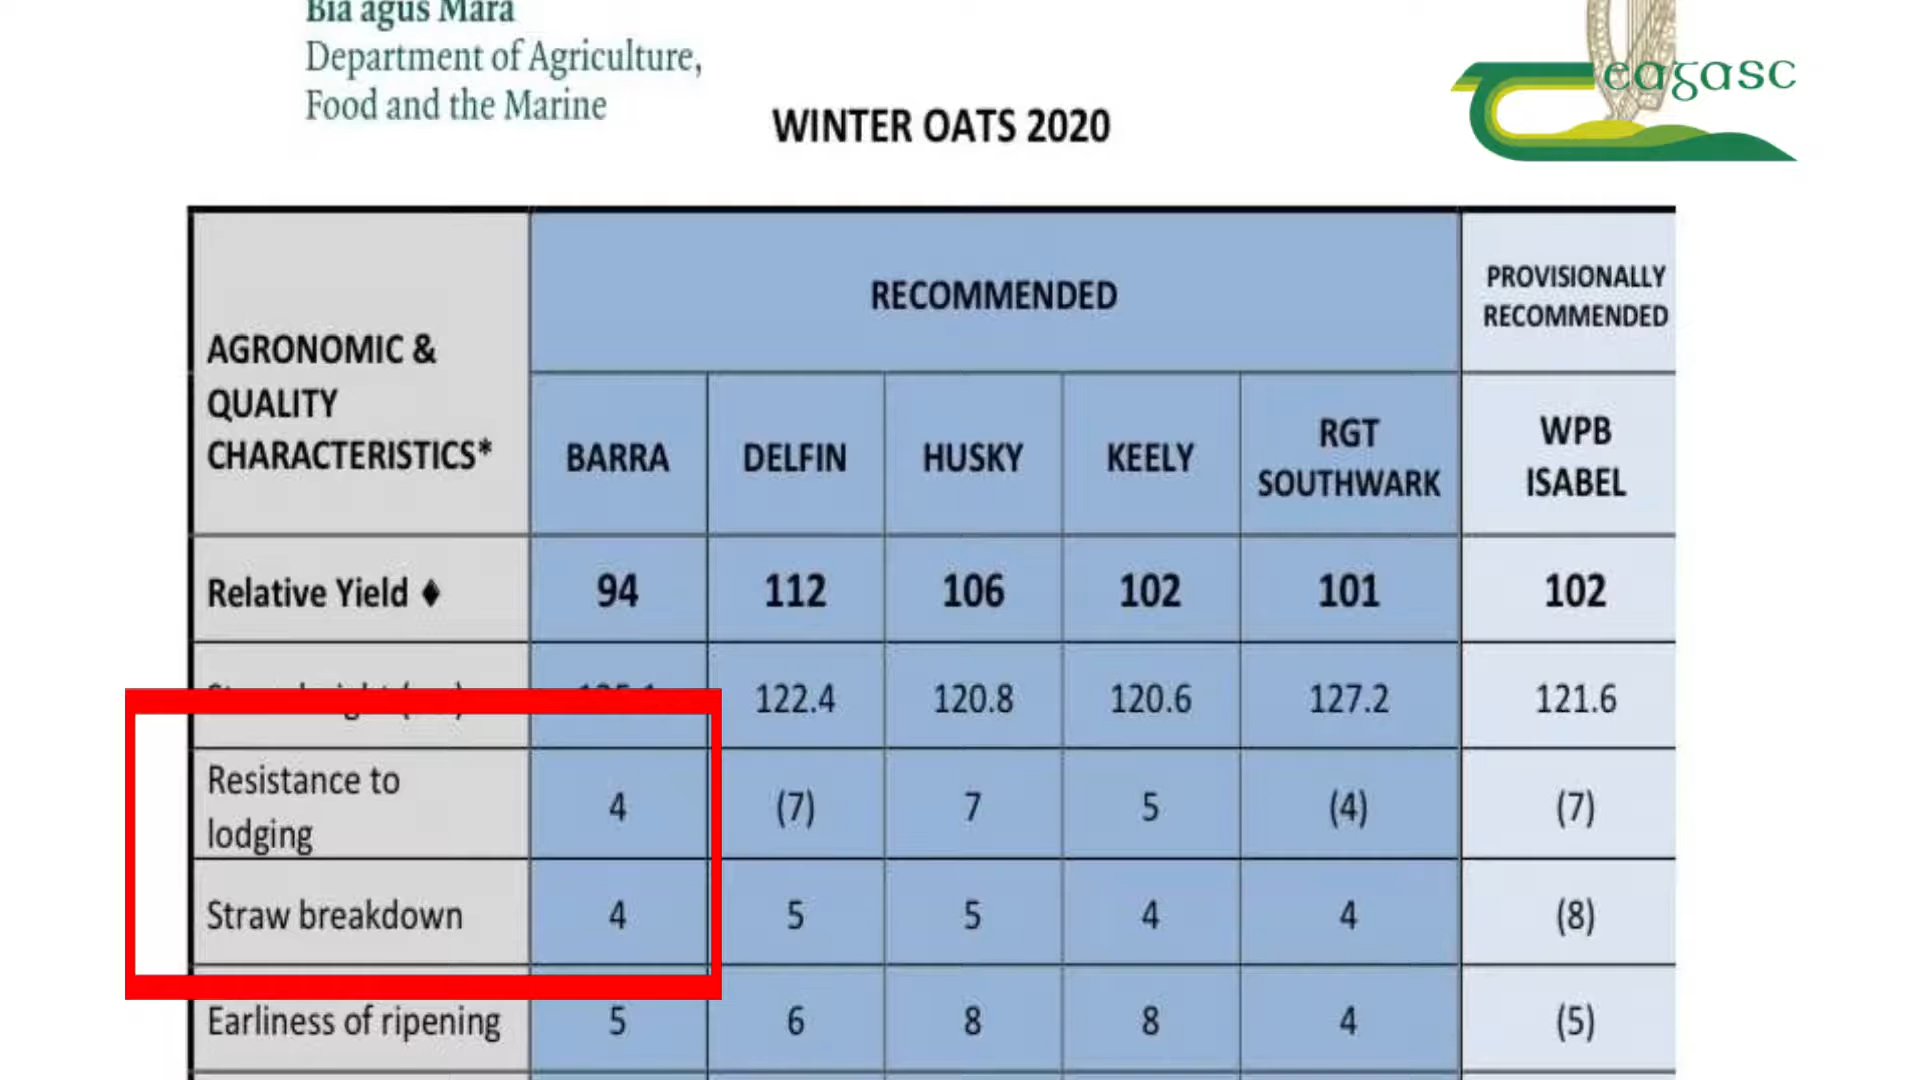 Bia agus Mara
Department of Agriculture,
Food and the Marine
eagasc
WINTER OATS 2020
AGRONOMIC &
QUALITY
CHARACTERISTICS*
RECOMMENDED
PROVISIONALLY
RECOMMENDED
BARRA DELFIN HUSKY KEELY RGT SOUTHWARK WPB ISABEL
Relative Yield ♦ 94 112 106 102 101 102
122.4 120.8 120.6 127.2 121.6
Resistance to
lodging 4 (7) 7 5 (4) (7)
Straw breakdown 4 5 5 4 4 (8)
Earliness of ripening 5 6 8 8 4 (5)